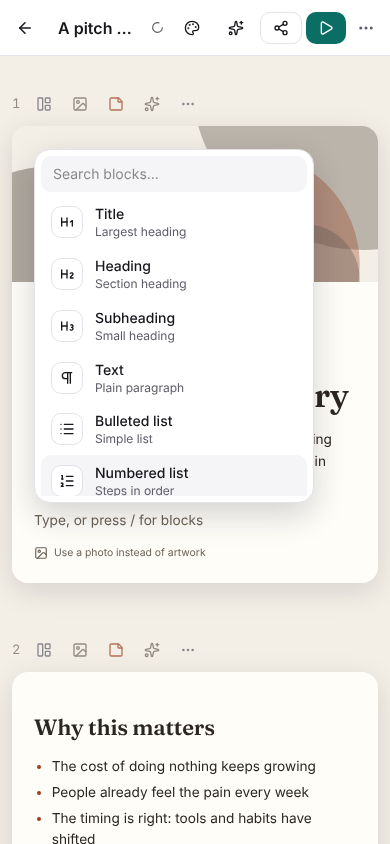 A pitch ...
1
Search blocks...
H1
Title
Largest heading
H2
Heading
Section heading
H3
Subheading
Small heading
Text
Plain paragraph
Bulleted list
Simple list
Numbered list
Steps in order
ry
ing
in
Type, or press / for blocks
Use a photo instead of artwork
2
Why this matters
• The cost of doing nothing keeps growing
• People already feel the pain every week
• The timing is right: tools and habits have
shifted